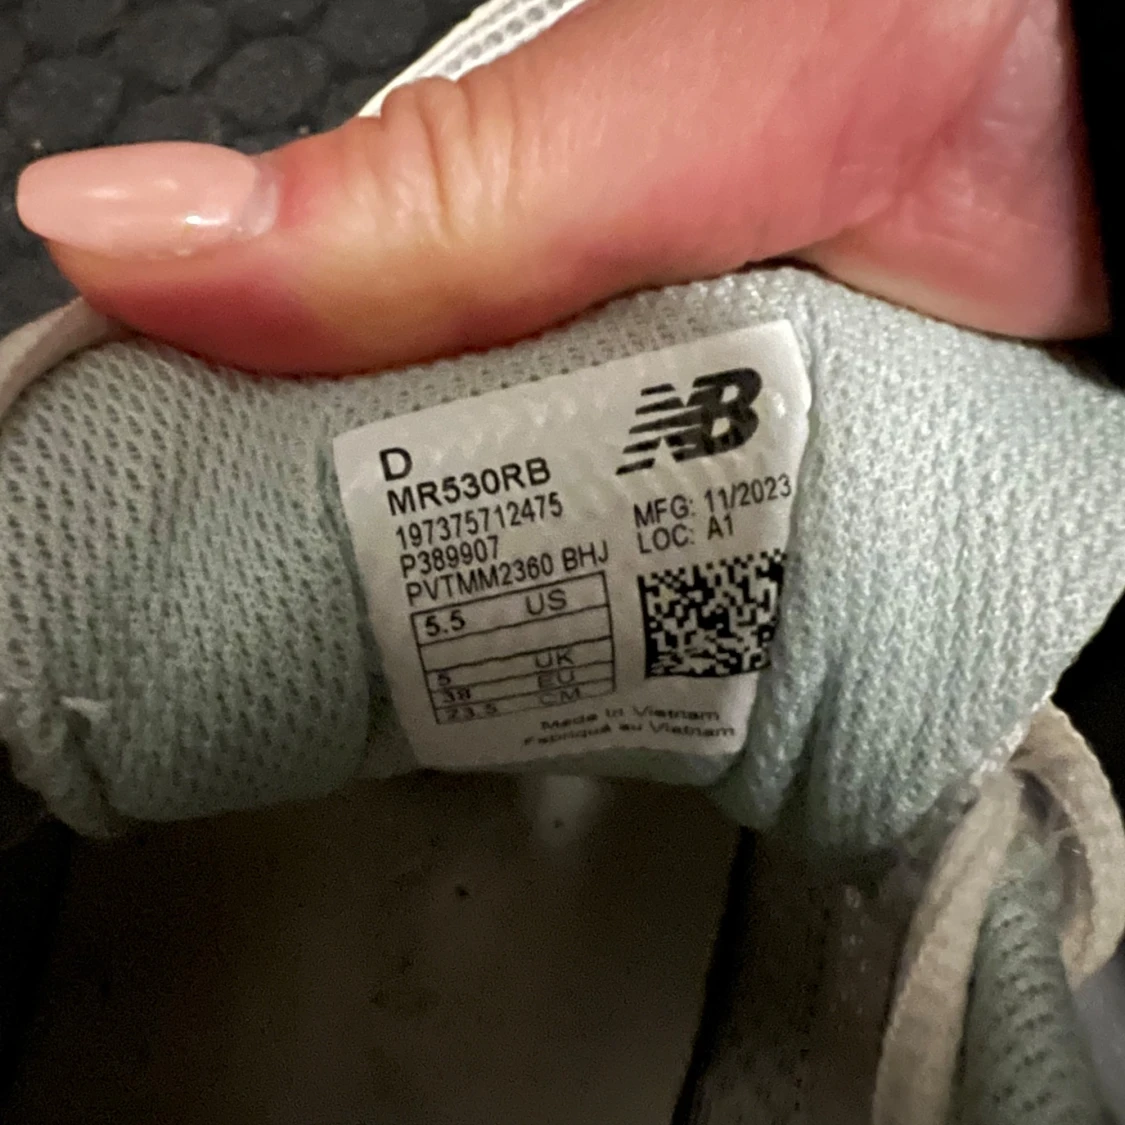 D
MR530RB
197375712475
P389907
PVTMM2360 BHJ
5.5 US
5 UK
38 EU
23.5 CM
NB
MFG: 11/2023
LOC: A1
Made in Vietnam
Fabriqué au Vietnam